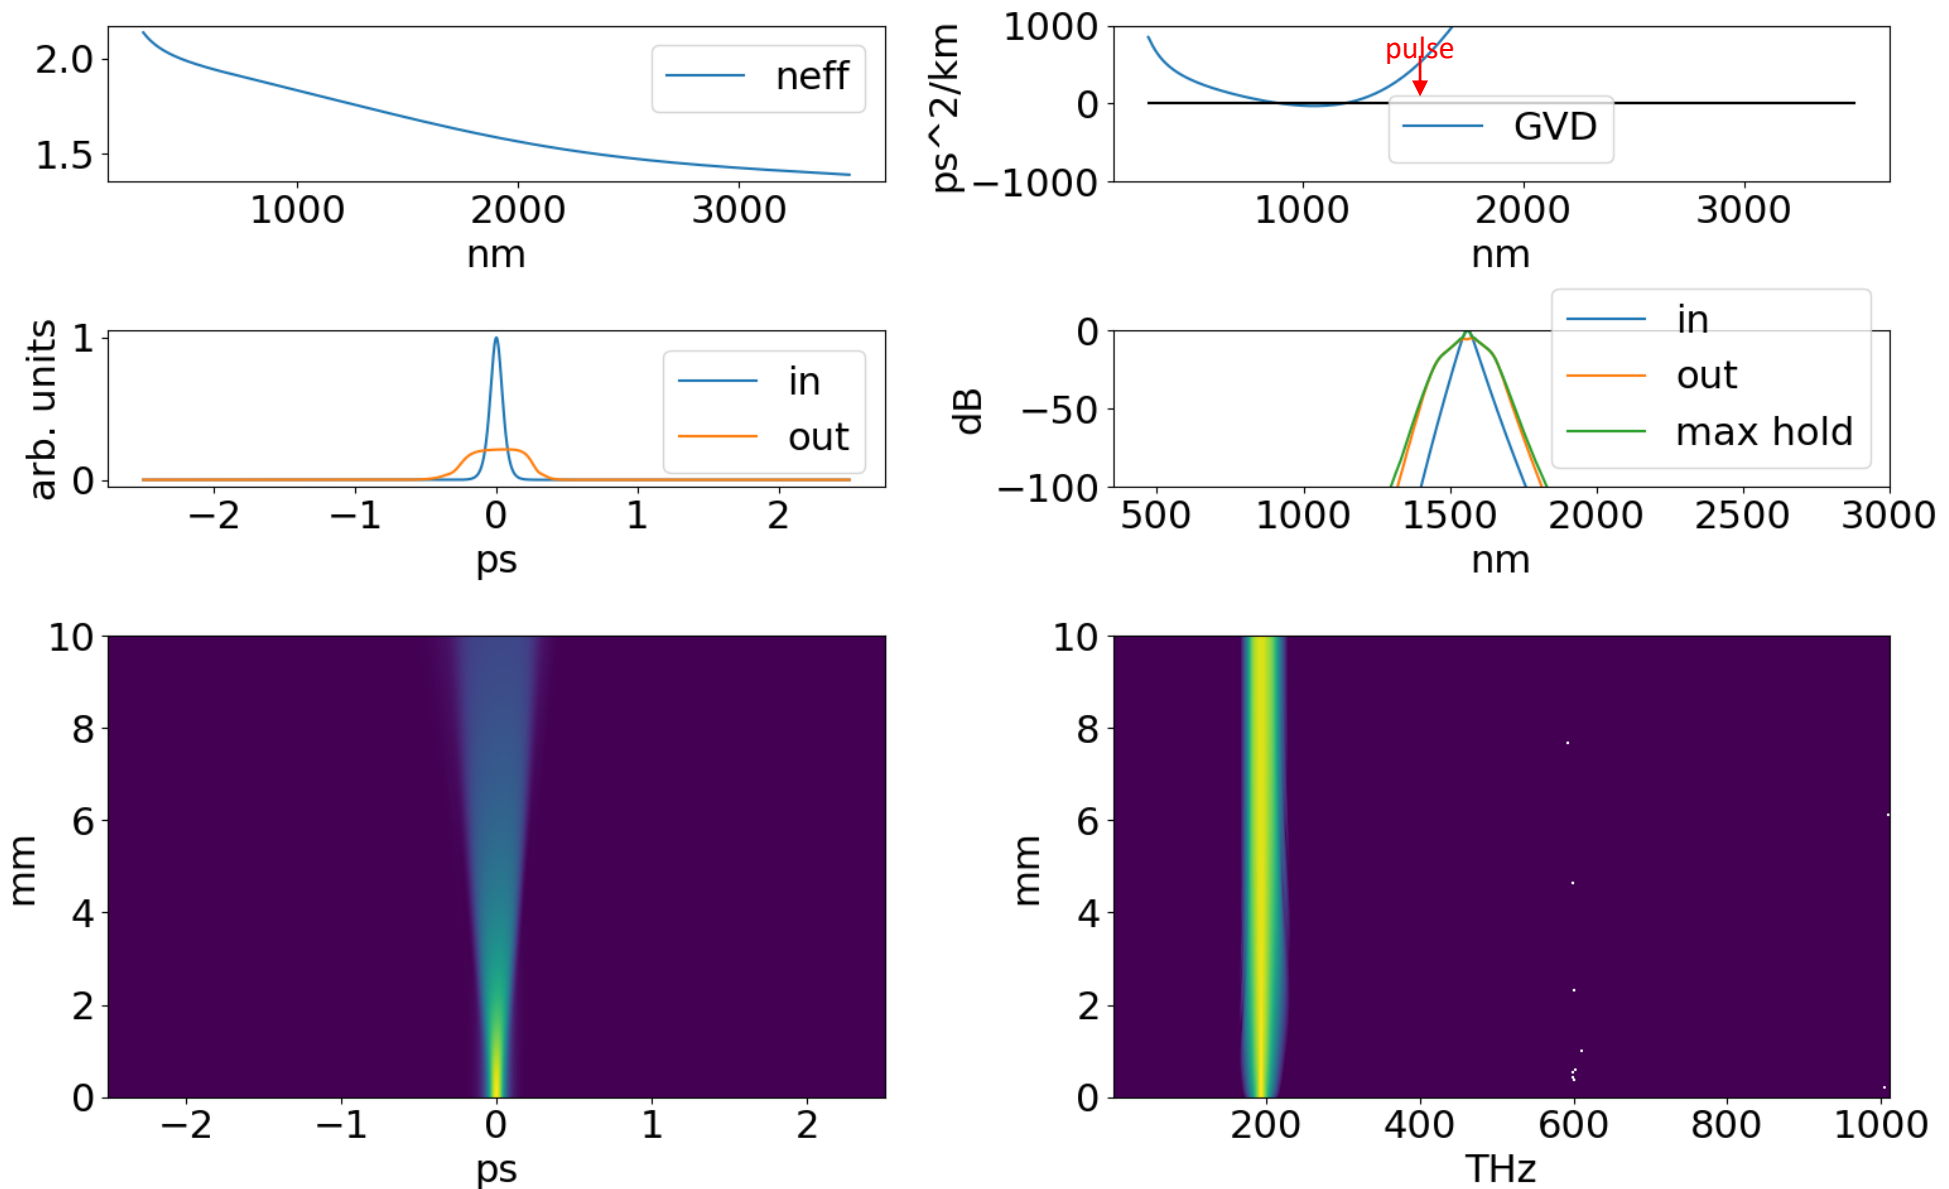 2.0
1.5
neff
1000 2000 3000
nm
ps^2/km
1000
0
−1000
pulse
GVD
1000 2000 3000
nm
arb. units
1
0
in
out
−2 −1 0 1 2
ps
dB
0
−50
−100
in
out
max hold
500 1000 1500 2000 2500 3000
nm
mm
10
8
6
4
2
0
−2 −1 0 1 2
ps
mm
10
8
6
4
2
0
200 400 600 800 1000
THz